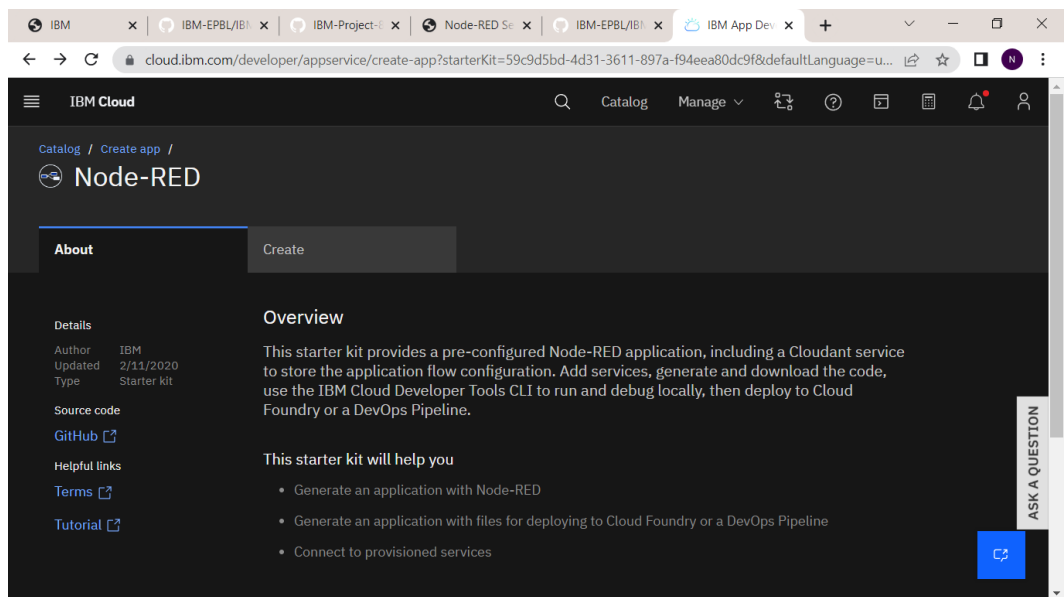 IBM
IBM-EPBL/IBM
IBM-Project-8
Node-RED Se
IBM-EPBL/IBM
IBM App Dev
cloud.ibm.com/developer/appservice/create-app?starterKit=59c9d5bd-4d31-3611-897a-f94eea80dc9f&defaultLanguage=u...
N
IBM Cloud
Catalog
Manage
Catalog / Create app /
Node-RED
About
Create
Details
Author IBM
Updated 2/11/2020
Type Starter kit
Source code
GitHub
Helpful links
Terms
Tutorial
Overview
This starter kit provides a pre-configured Node-RED application, including a Cloudant service
to store the application flow configuration. Add services, generate and download the code,
use the IBM Cloud Developer Tools CLI to run and debug locally, then deploy to Cloud
Foundry or a DevOps Pipeline.
This starter kit will help you
• Generate an application with Node-RED
• Generate an application with files for deploying to Cloud Foundry or a DevOps Pipeline
• Connect to provisioned services
ASK A QUESTION